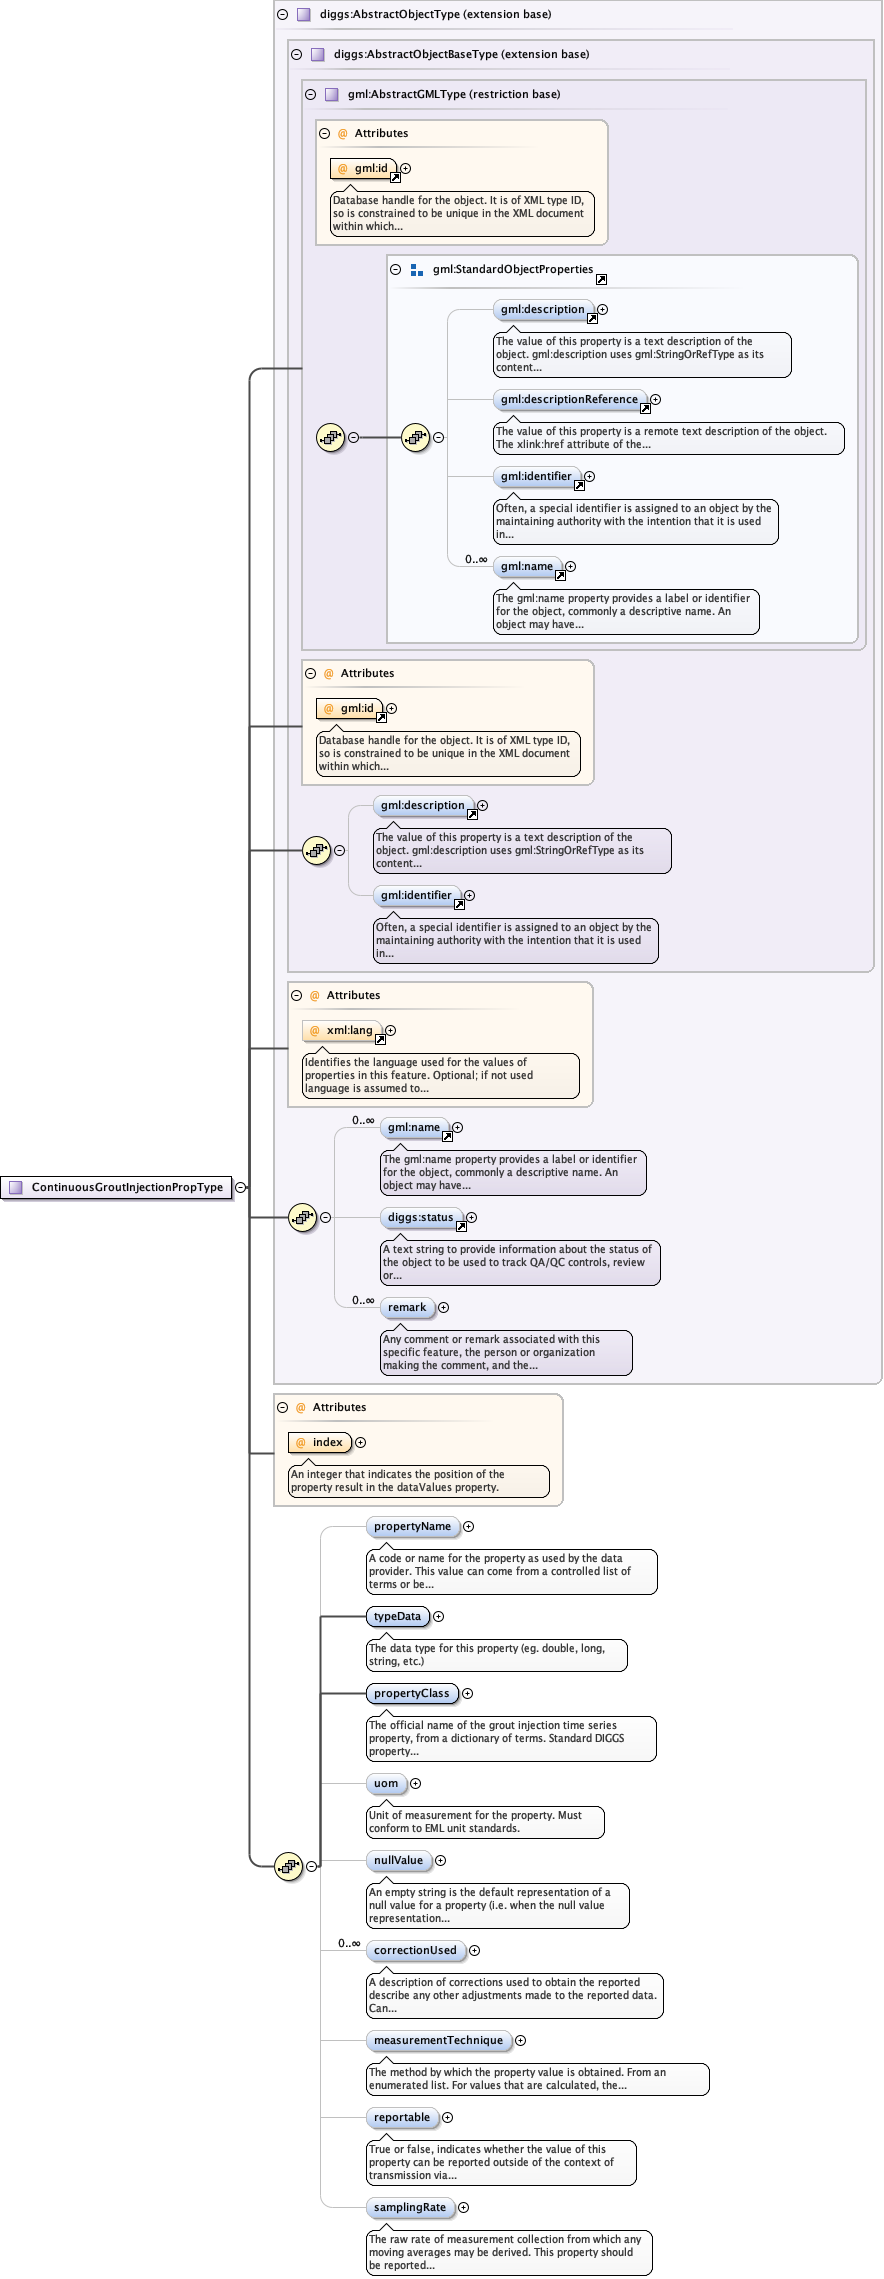 diggs:AbstractObjectType (extension base)
diggs:AbstractObjectBaseType (extension base)
gml:AbstractGMLType (restriction base)
@ Attributes
@ gml:id
Database handle for the object. It is of XML type ID,
so is constrained to be unique in the XML document
within which...
gml:StandardObjectProperties
gml:description
The value of this property is a text description of the
object. gml:description uses gml:StringOrRefType as its
content...
gml:descriptionReference
The value of this property is a remote text description of the object.
The xlink:href attribute of the...
gml:identifier
Often, a special identifier is assigned to an object by the
maintaining authority with the intention that it is used
in...
0..∞
gml:name
The gml:name property provides a label or identifier
for the object, commonly a descriptive name. An
object may have...
@ Attributes
@ gml:id
Database handle for the object. It is of XML type ID,
so is constrained to be unique in the XML document
within which...
gml:description
The value of this property is a text description of the
object. gml:description uses gml:StringOrRefType as its
content...
gml:identifier
Often, a special identifier is assigned to an object by the
maintaining authority with the intention that it is used
in...
@ Attributes
@ xml:lang
Identifies the language used for the values of
properties in this feature. Optional; if not used
language is assumed to...
0..∞
gml:name
The gml:name property provides a label or identifier
for the object, commonly a descriptive name. An
object may have...
ContinuousGroutInjectionPropType
diggs:status
A text string to provide information about the status of
the object to be used to track QA/QC controls, review
or...
0..∞
remark
Any comment or remark associated with this
specific feature, the person or organization
making the comment, and the...
@ Attributes
@ index
An integer that indicates the position of the
property result in the dataValues property.
propertyName
A code or name for the property as used by the data
provider. This value can come from a controlled list of
terms or be...
typeData
The data type for this property (eg. double, long,
string, etc.)
propertyClass
The official name of the grout injection time series
property, from a dictionary of terms. Standard DIGGS
property...
uom
Unit of measurement for the property. Must
conform to EML unit standards.
nullValue
An empty string is the default representation of a
null value for a property (i.e. when the null value
representation...
0..∞
correctionUsed
A description of corrections used to obtain the reported
describe any other adjustments made to the reported data.
Can...
measurementTechnique
The method by which the property value is obtained. From an
enumerated list. For values that are calculated, the...
reportable
True or false, indicates whether the value of this
property can be reported outside of the context of
transmission via...
samplingRate
The raw rate of measurement collection from which any
moving averages may be derived. This property should
be reported...